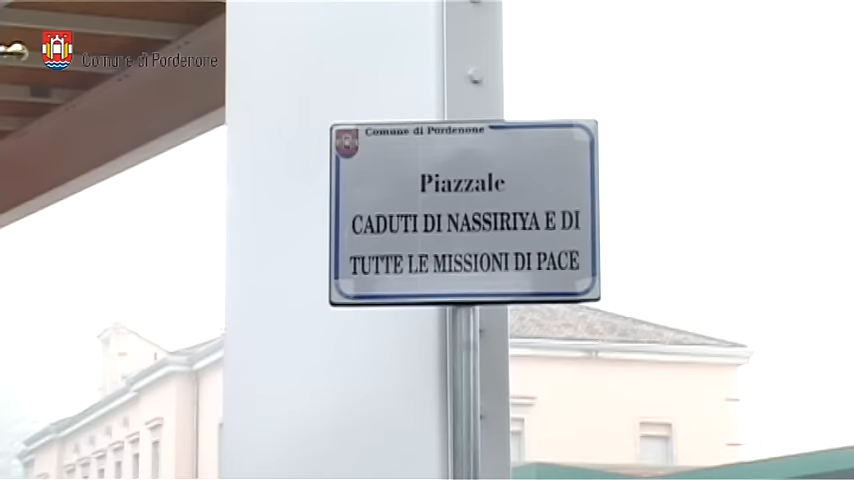 Comune di Pordenone
Comune di Pordenone
Piazzale
CADUTI DI NASSIRIYA E DI
TUTTE LE MISSIONI DI PACE